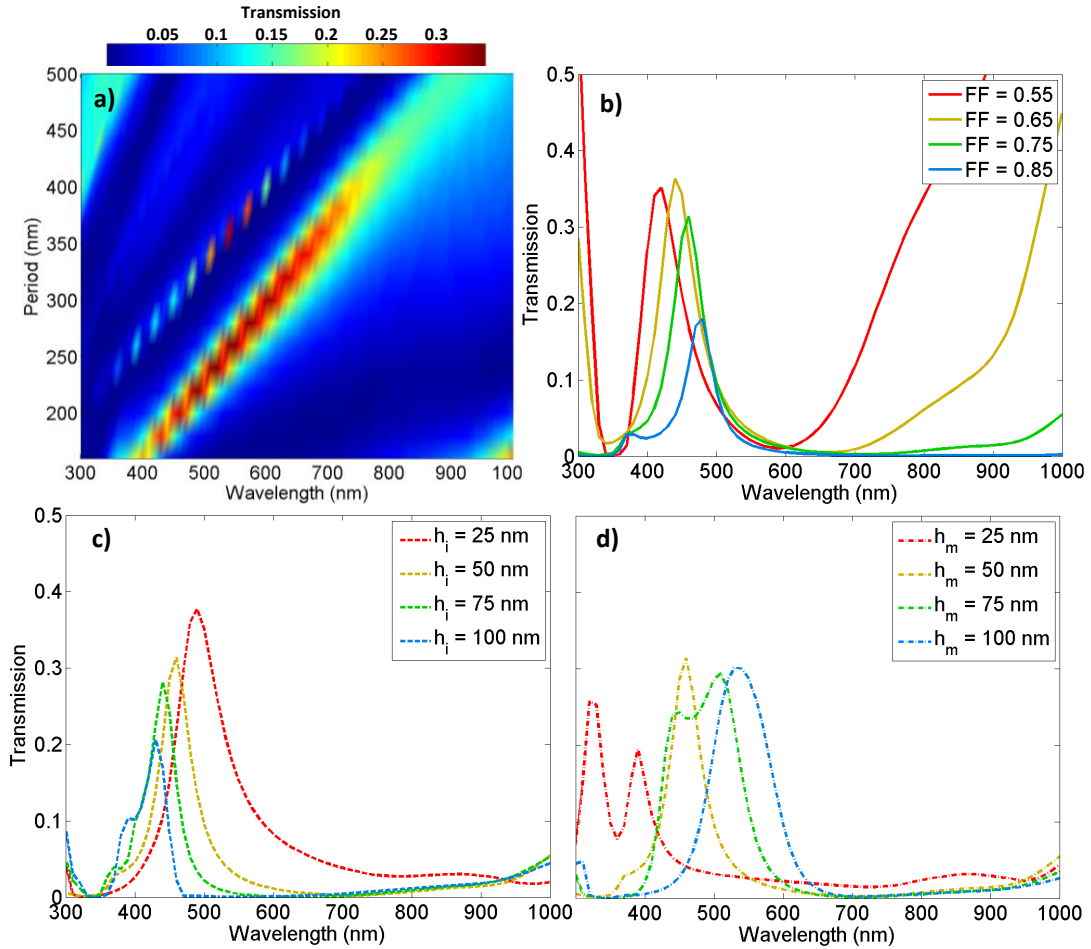 Transmission
0.05 0.1 0.15 0.2 0.25 0.3
a)
500
450
400
350
300
250
200
Period (nm)
300 400 500 600 700 800 900 1000
Wavelength (nm)
b)
FF = 0.55
FF = 0.65
FF = 0.75
FF = 0.85
0.5
0.4
0.3
0.2
0.1
0
Transmission
300 400 500 600 700 800 900 1000
Wavelength (nm)
c)
h_i = 25 nm
h_i = 50 nm
h_i = 75 nm
h_i = 100 nm
0.5
0.4
0.3
0.2
0.1
0
Transmission
300 400 500 600 700 800 900 1000
Wavelength (nm)
d)
h_m = 25 nm
h_m = 50 nm
h_m = 75 nm
h_m = 100 nm
400 500 600 700 800 900 1000
Wavelength (nm)